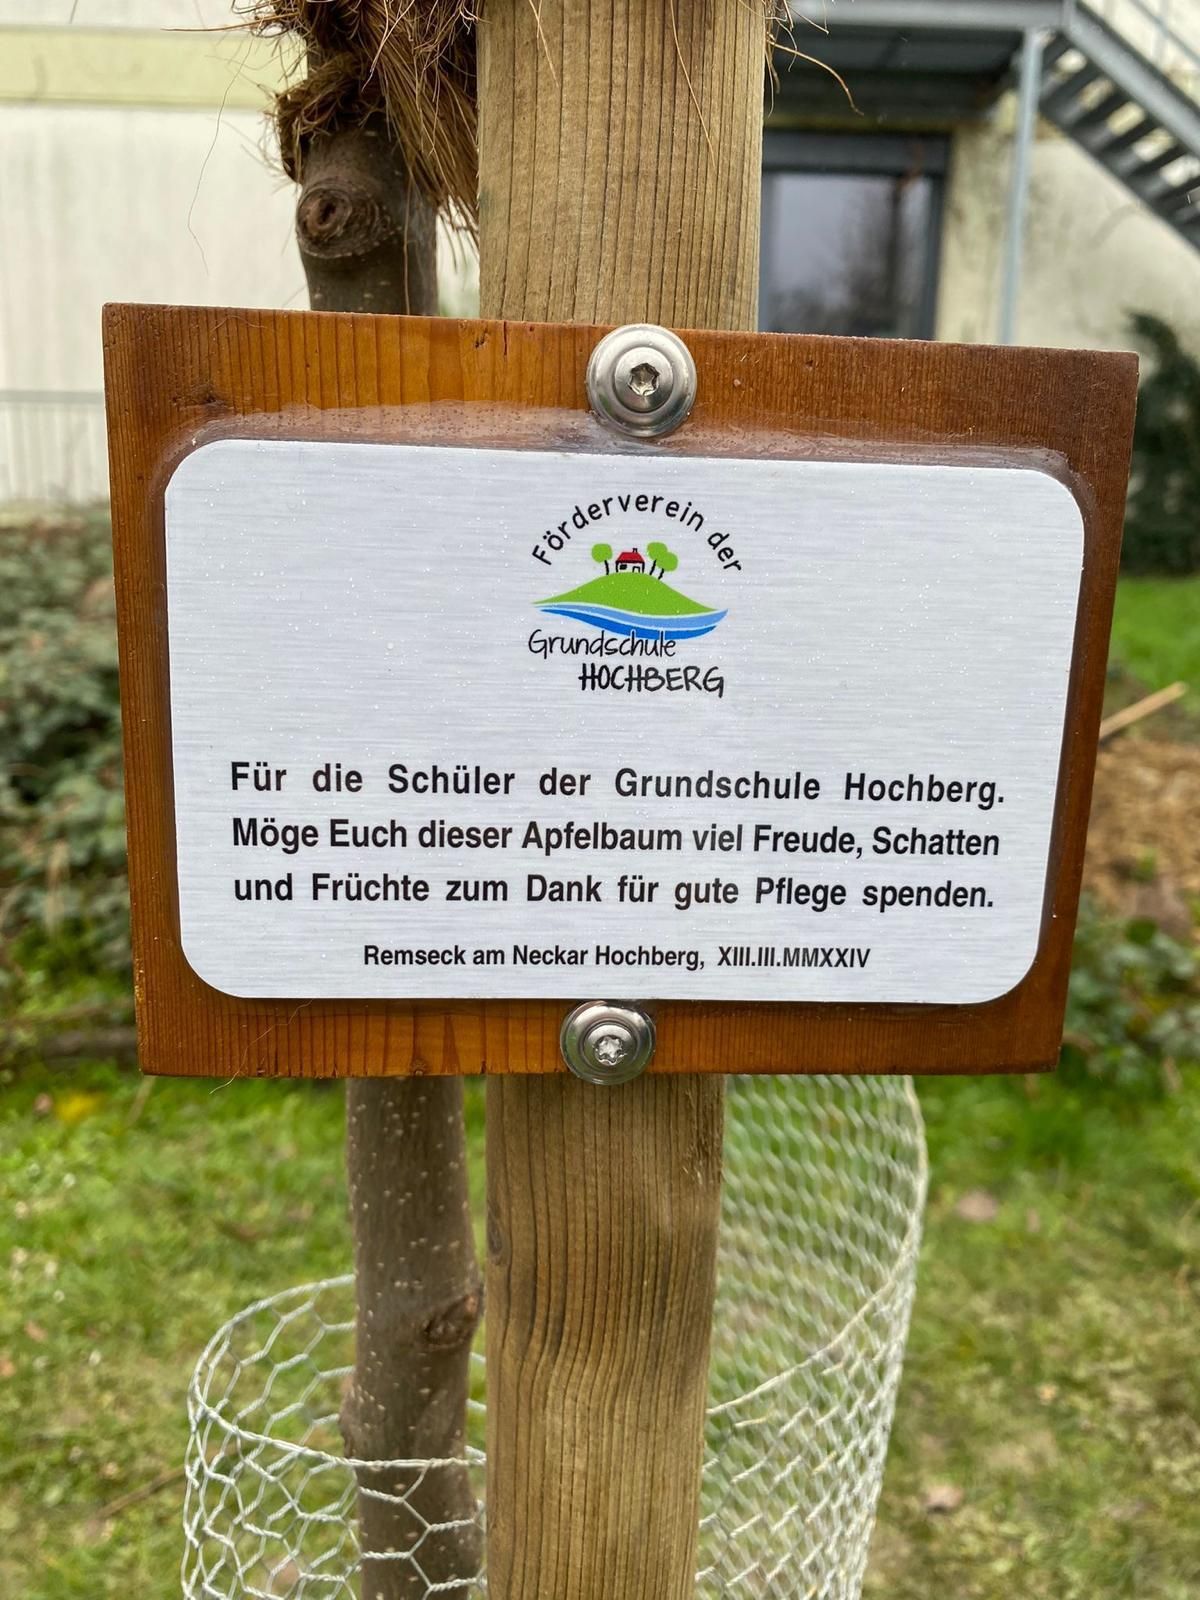 Förderverein der
Grundschule
HOCHBERG
Für die Schüler der Grundschule Hochberg.
Möge Euch dieser Apfelbaum viel Freude, Schatten
und Früchte zum Dank für gute Pflege spenden.
Remseck am Neckar Hochberg, XIII.III.MMXXIV